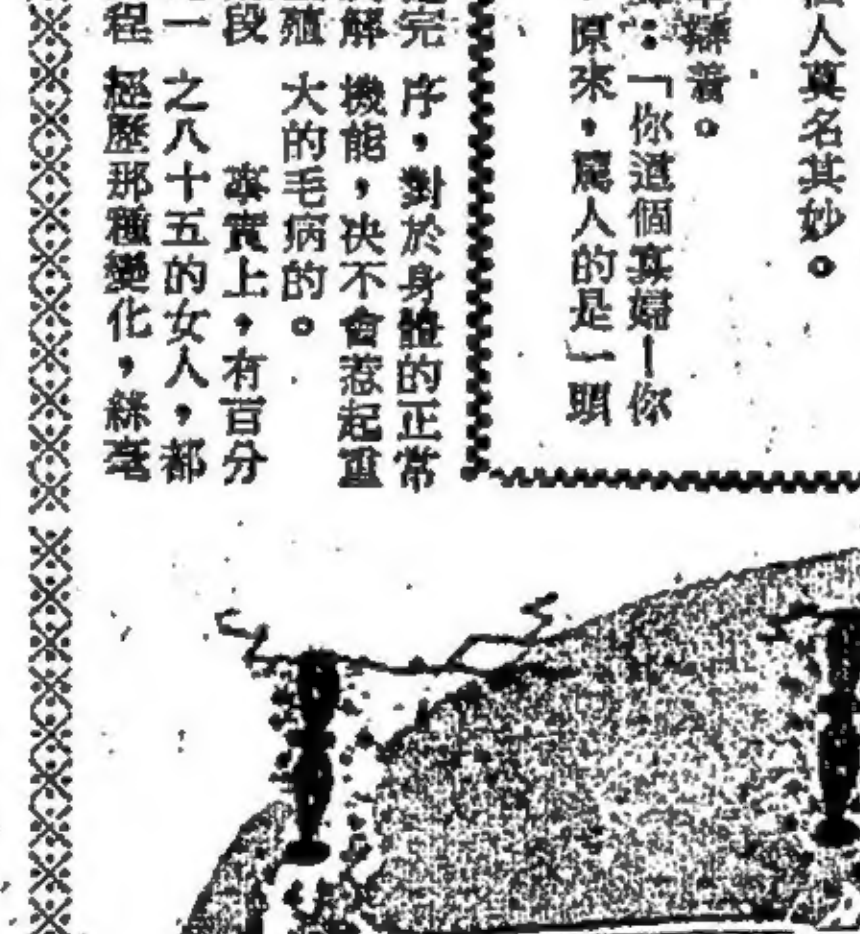 人莫名其妙。
辯着。
：「你這個寡婦！你
原來，罵人的是一頭
完
解
殖
段
一
程
序，對於身體的正常
機能，决不會惹起重
大的毛病的。
事實上，有百分
之八十五的女人，都
經歷那種變化，絲毫